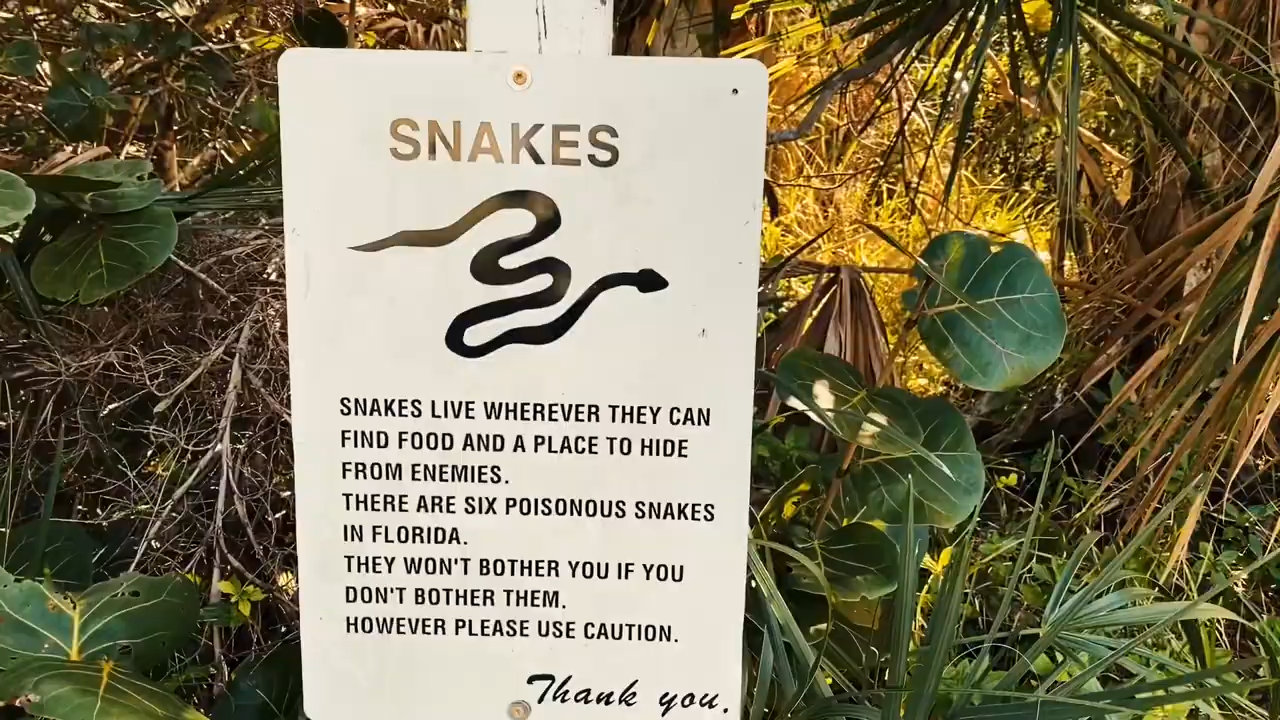 SNAKES
SNAKES LIVE WHEREVER THEY CAN
FIND FOOD AND A PLACE TO HIDE
FROM ENEMIES.
THERE ARE SIX POISONOUS SNAKES
IN FLORIDA.
THEY WON'T BOTHER YOU IF YOU
DON'T BOTHER THEM.
HOWEVER PLEASE USE CAUTION.
Thank you.